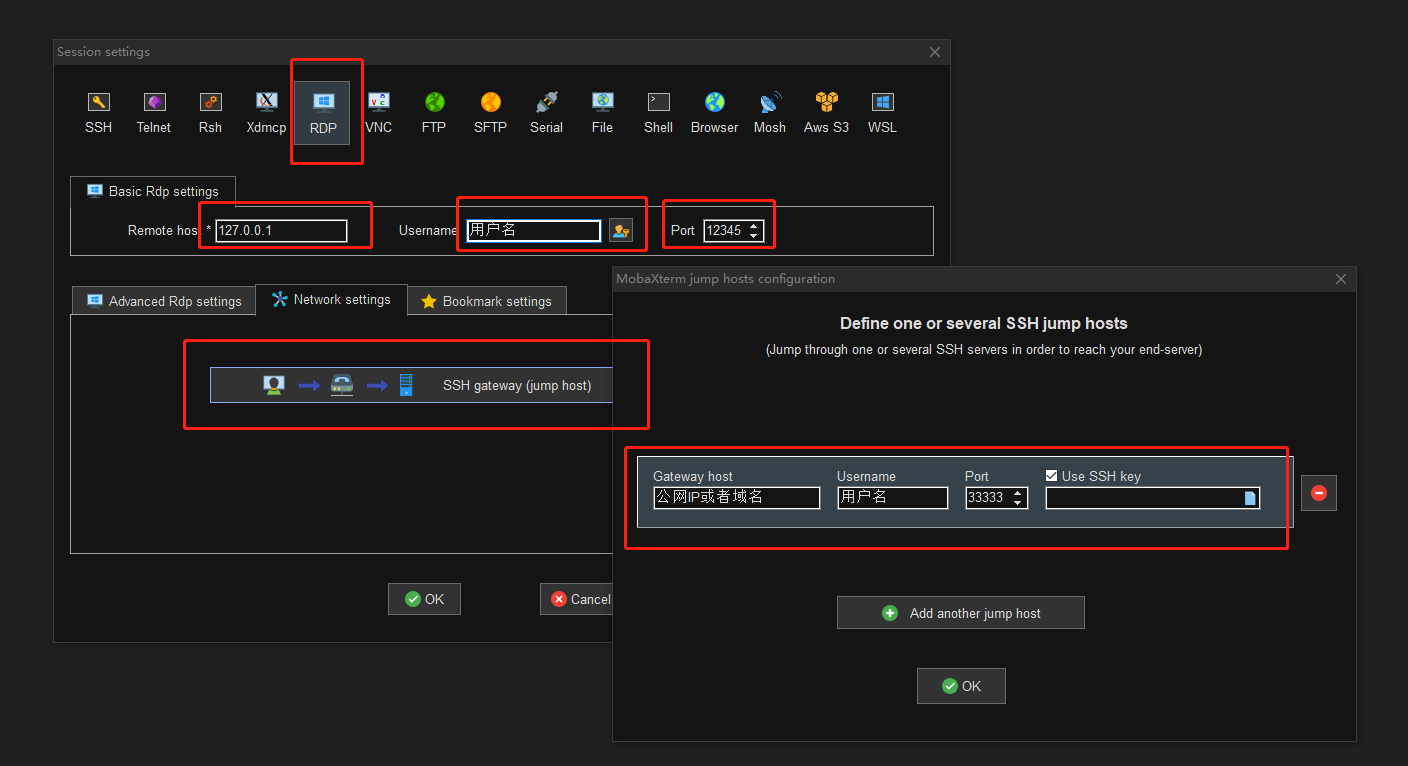 Session settings
SSH Telnet Rsh Xdmcp RDP VNC FTP SFTP Serial File Shell Browser Mosh Aws S3 WSL
Basic Rdp settings
Remote hos * 127.0.0.1 Username 用户名 Port 12345
Advanced Rdp settings Network settings Bookmark settings
SSH gateway (jump host)
OK Cancel
MobaXterm jump hosts configuration
Define one or several SSH jump hosts
(Jump through one or several SSH servers in order to reach your end-server)
Gateway host Username Port Use SSH key
公网IP或者域名 用户名 33333
Add another jump host
OK